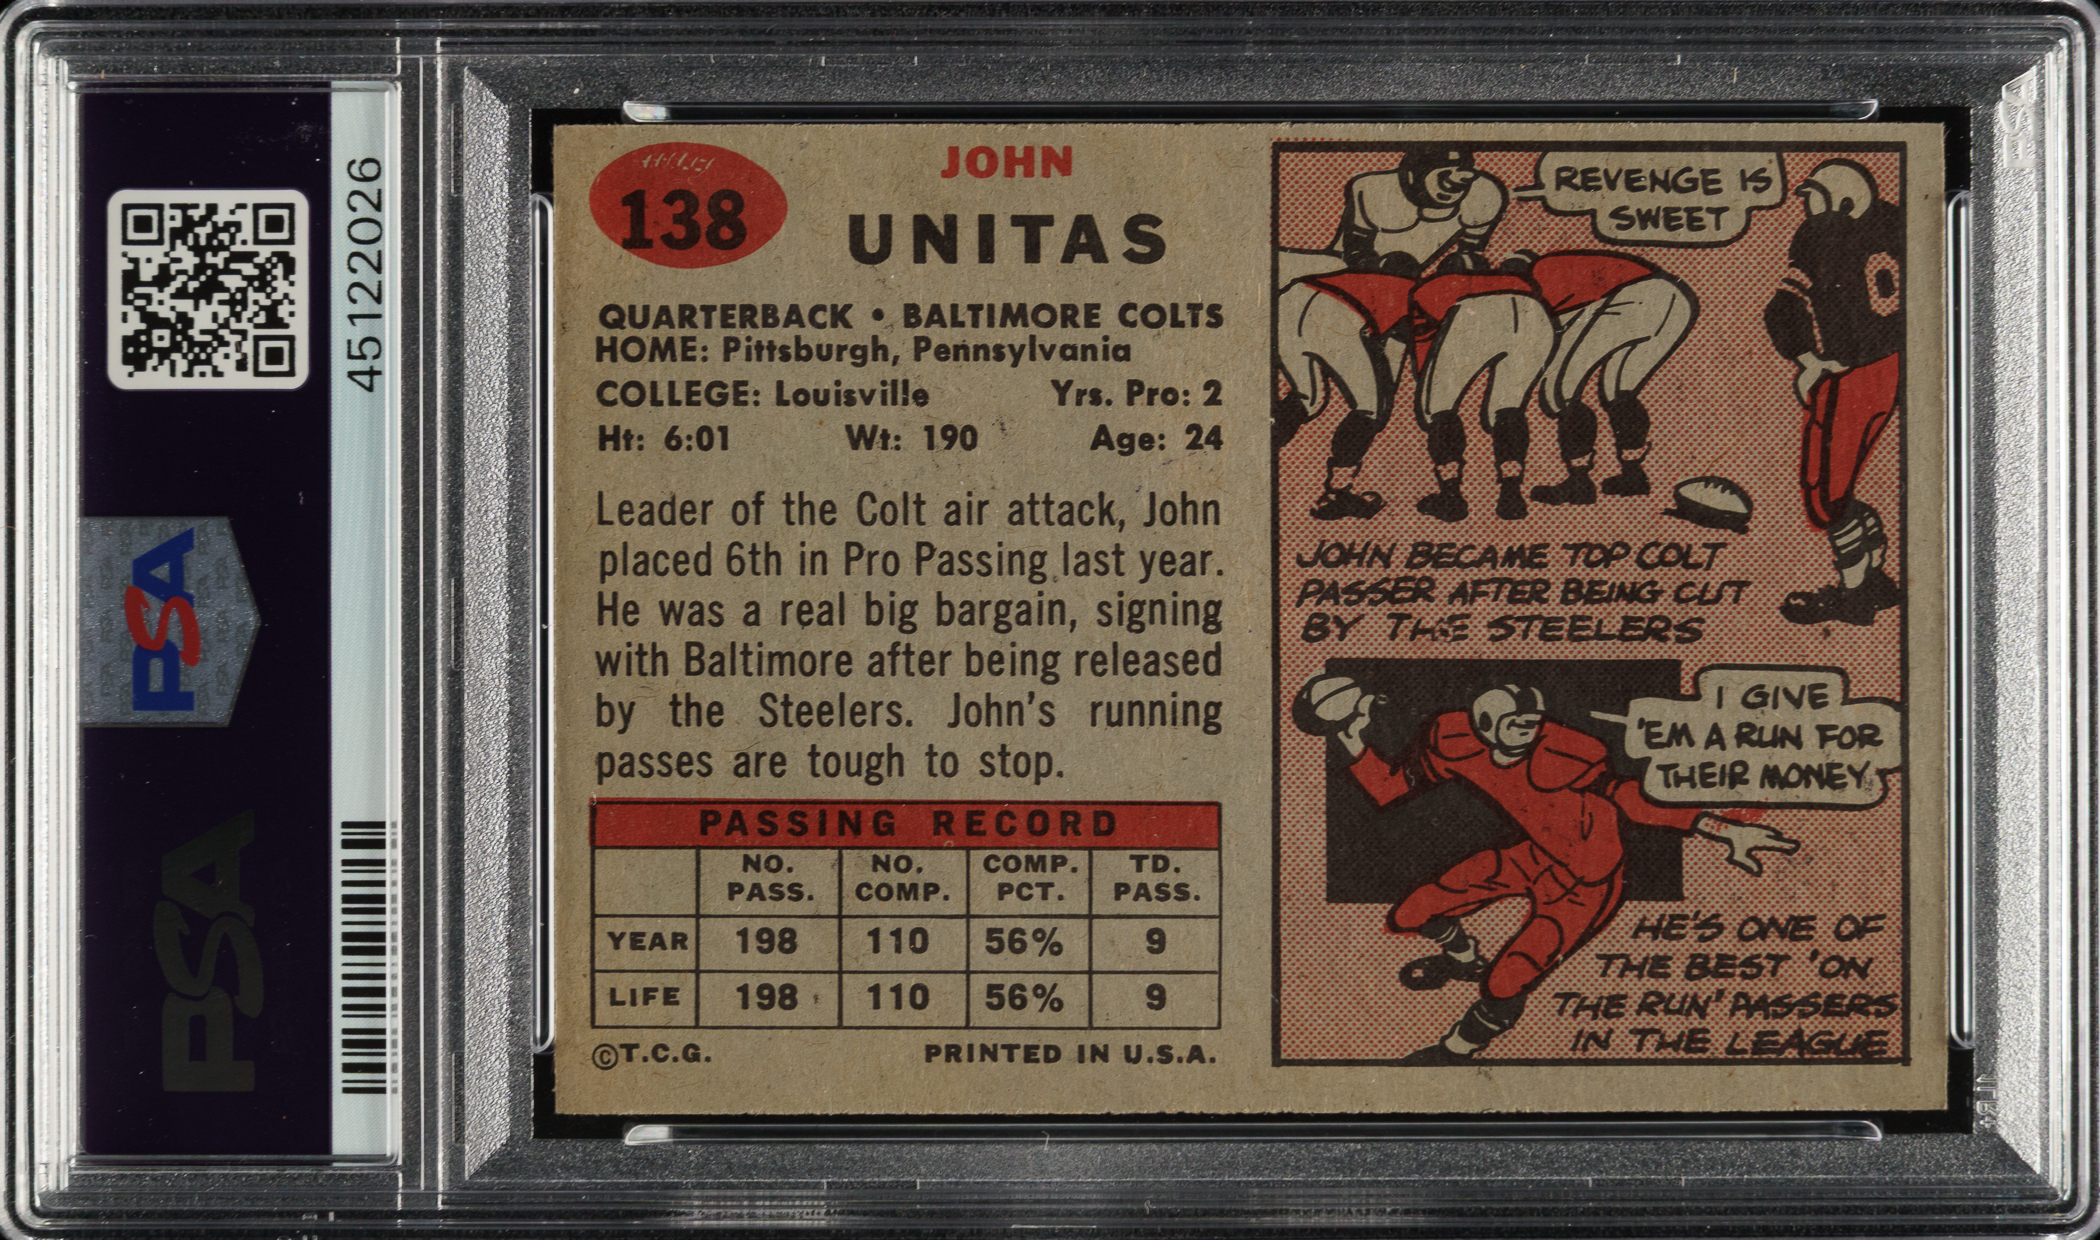 PSA
45122026
PSA
138
JOHN
UNITAS
QUARTERBACK • BALTIMORE COLTS
HOME: Pittsburgh, Pennsylvania
COLLEGE: Louisville Yrs. Pro: 2
Ht: 6:01 Wt: 190 Age: 24
Leader of the Colt air attack, John
placed 6th in Pro Passing last year.
He was a real big bargain, signing
with Baltimore after being released
by the Steelers. John's running
passes are tough to stop.
PASSING RECORD
NO. PASS. NO. COMP. COMP. PCT. TD. PASS.
YEAR 198 110 56% 9
LIFE 198 110 56% 9
©T.C.G. PRINTED IN U.S.A.
REVENGE IS
SWEET
0
JOHN BECAME TOP COLT
PASSER AFTER BEING CUT
BY THE STEELERS
I GIVE
'EM A RUN FOR
THEIR MONEY
HE'S ONE OF
THE BEST 'ON
THE RUN' PASSERS
IN THE LEAGUE
PSA